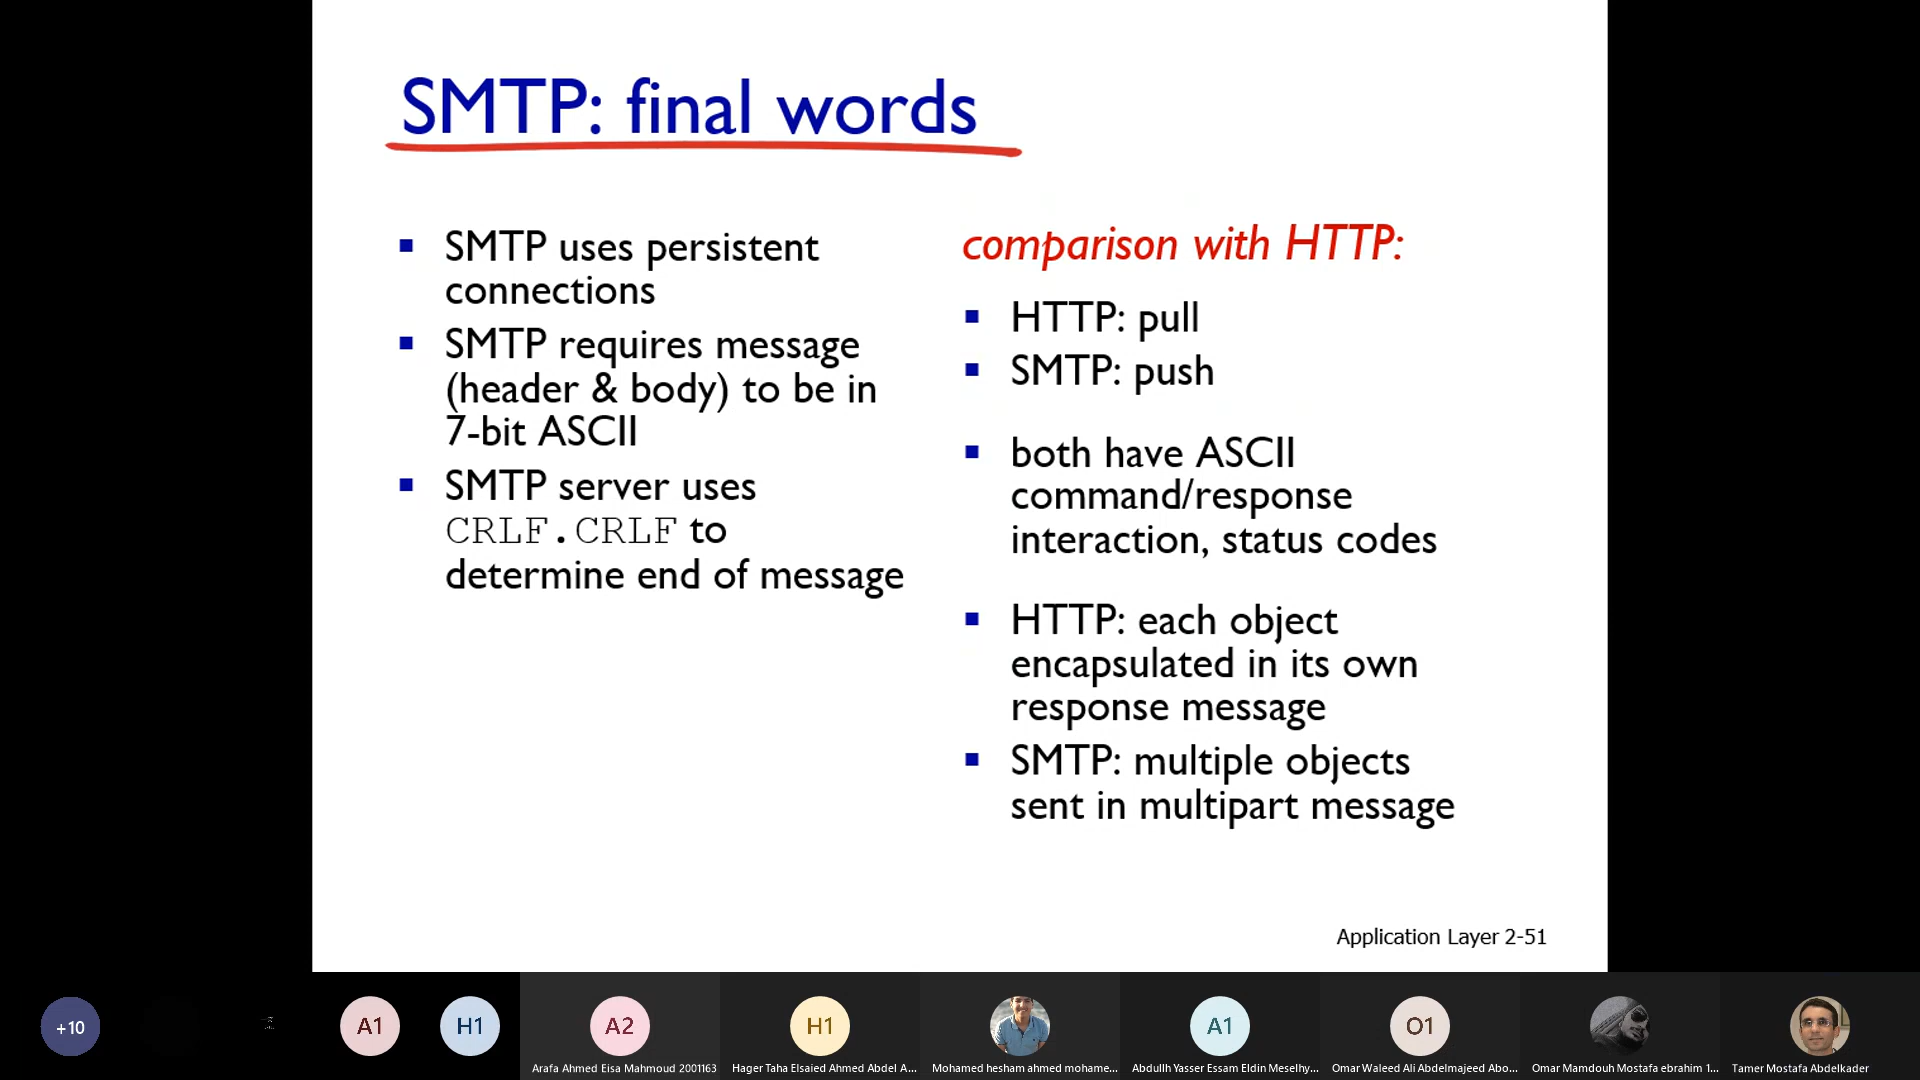 SMTP: final words
SMTP uses persistent
connections
SMTP requires message
(header & body) to be in
7-bit ASCII
SMTP server uses
CRLF.CRLF to
determine end of message
comparison with HTTP:
HTTP: pull
SMTP: push
both have ASCII
command/response
interaction, status codes
HTTP: each object
encapsulated in its own
response message
SMTP: multiple objects
sent in multipart message
Application Layer 2-51
+10
A1
H1
A2
H1
A1
O1
Arafa Ahmed Eisa Mahmoud 2001163
Hager Taha Elsaied Ahmed Abdel A...
Mohamed hesham ahmed mohame...
Abdullh Yasser Essam Eldin Meselhy...
Omar Waleed Ali Abdelmajeed Abo...
Omar Mamdouh Mostafa ebrahim 1...
Tamer Mostafa Abdelkader